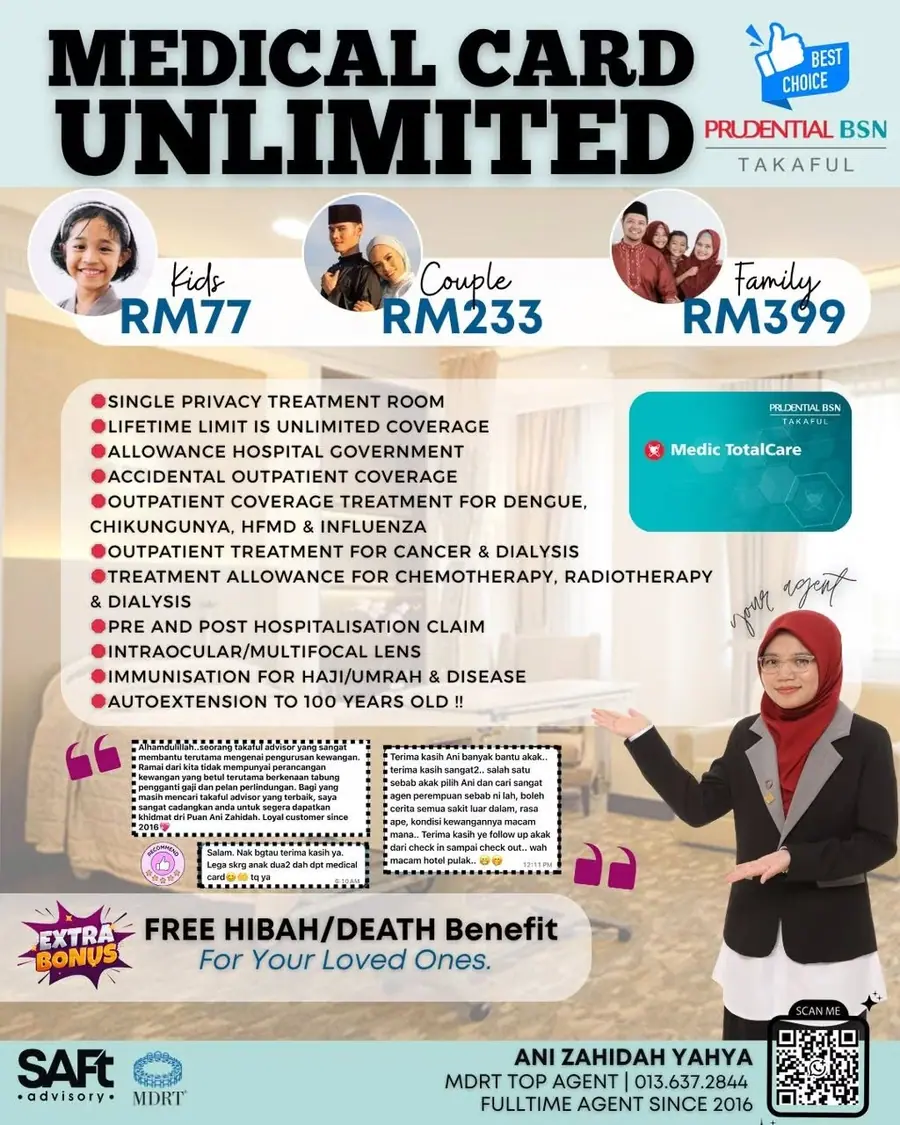 MEDICAL CARD
UNLIMITED
BEST
CHOICE
PRUDENTIAL BSN
TAKAFUL
Kids
RM77
Couple
RM233
Family
RM399
SINGLE PRIVACY TREATMENT ROOM
LIFETIME LIMIT IS UNLIMITED COVERAGE
ALLOWANCE HOSPITAL GOVERNMENT
ACCIDENTAL OUTPATIENT COVERAGE
OUTPATIENT COVERAGE TREATMENT FOR DENGUE,
CHIKUNGUNYA, HFMD & INFLUENZA
OUTPATIENT TREATMENT FOR CANCER & DIALYSIS
TREATMENT ALLOWANCE FOR CHEMOTHERAPY, RADIOTHERAPY
& DIALYSIS
PRE AND POST HOSPITALISATION CLAIM
INTRAOCULAR/MULTIFOCAL LENS
IMMUNISATION FOR HAJI/UMRAH & DISEASE
AUTOEXTENSION TO 100 YEARS OLD !!
PRUDENTIAL BSN
TAKAFUL
Medic TotalCare
your agent
“
Alhamdulillah..seorang takaful advisor yang sangat
membantu terutama mengenai pengurusan kewangan.
Ramai dari kita tidak mempunyai perancangan
kewangan yang betul terutama berkenaan tabung
pengganti gaji dan pelan perlindungan. Bagi yang
masih mencari takaful advisor yang terbaik, saya
sangat cadangkan anda untuk segera dapatkan
khidmat dri Puan Ani Zahidah. Loyal customer since
2016💖
RECOMMEND
Salam. Nak bgtau terima kasih ya.
Lega skrg anak dua2 dah dpt medical
card😊🤲 tq ya
6:10 AM
Terima kasih Ani banyak bantu akak..
terima kasih sangat2.. salah satu
sebab akak pilih Ani dan cari sangat
agen perempuan sebab ni lah, boleh
cerita semua sakit luar dalam, rasa
ape, kondisi kewangannya macam
mana.. Terima kasih ye follow up akak
dari check in sampai check out.. wah
macam hotel pulak.. 🥳😘
12:11 PM
”
EXTRA
BONUS
FREE HIBAH/DEATH Benefit
For Your Loved Ones.
SCAN ME
SAFt
•advisory•
MDRT
ANI ZAHIDAH YAHYA
MDRT TOP AGENT | 013.637.2844
FULLTIME AGENT SINCE 2016